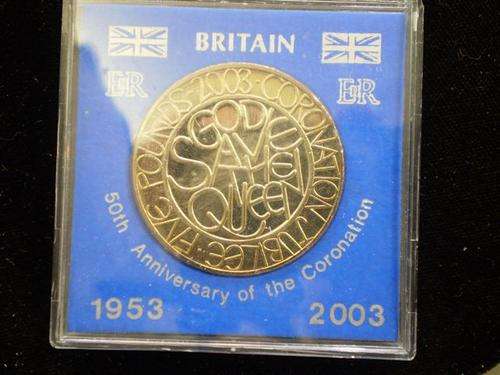 BRITAIN
ER
ER
CORONATION JUBILEE · FIVE POUNDS · 2003 ·
GOD
SAVE
THE
QUEEN
50th Anniversary of the Coronation
1953
2003